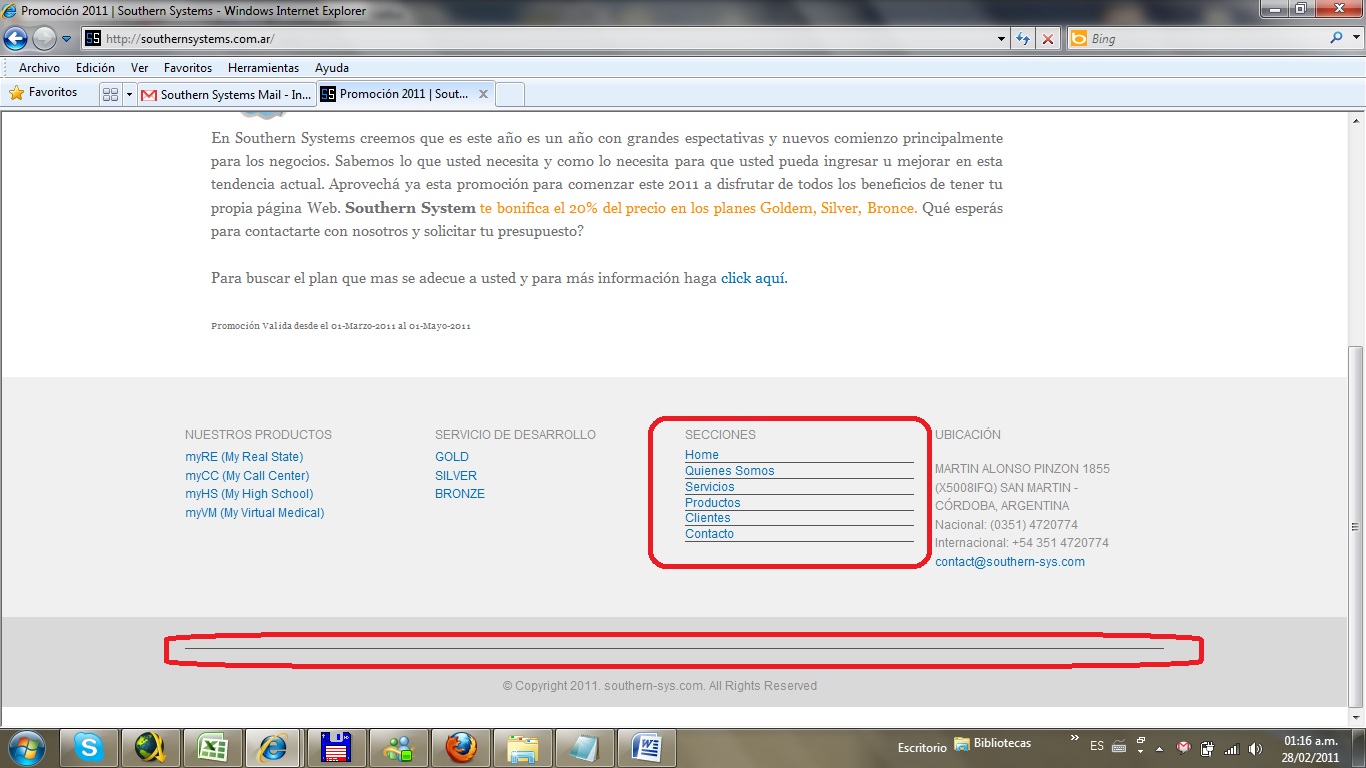 Promoción 2011 | Southern Systems - Windows Internet Explorer
http://southernsystems.com.ar/
Bing
Archivo Edición Ver Favoritos Herramientas Ayuda
Favoritos
Southern Systems Mail - In...
Promoción 2011 | Sout...
En Southern Systems creemos que es este año es un año con grandes espectativas y nuevos comienzo principalmente
para los negocios. Sabemos lo que usted necesita y como lo necesita para que usted pueda ingresar u mejorar en esta
tendencia actual. Aprovechá ya esta promoción para comenzar este 2011 a disfrutar de todos los beneficios de tener tu
propia página Web. Southern System te bonifica el 20% del precio en los planes Goldem, Silver, Bronce. Qué esperás
para contactarte con nosotros y solicitar tu presupuesto?
Para buscar el plan que mas se adecue a usted y para más información haga click aquí.
Promoción Valida desde el 01-Marzo-2011 al 01-Mayo-2011
NUESTROS PRODUCTOS
myRE (My Real State)
myCC (My Call Center)
myHS (My High School)
myVM (My Virtual Medical)
SERVICIO DE DESARROLLO
GOLD
SILVER
BRONZE
SECCIONES
Home
Quienes Somos
Servicios
Productos
Clientes
Contacto
UBICACIÓN
MARTIN ALONSO PINZON 1855
(X5008IFQ) SAN MARTIN -
CÓRDOBA, ARGENTINA
Nacional: (0351) 4720774
Internacional: +54 351 4720774
contact@southern-sys.com
© Copyright 2011. southern-sys.com. All Rights Reserved
Escritorio
Bibliotecas
ES
01:16 a.m.
28/02/2011